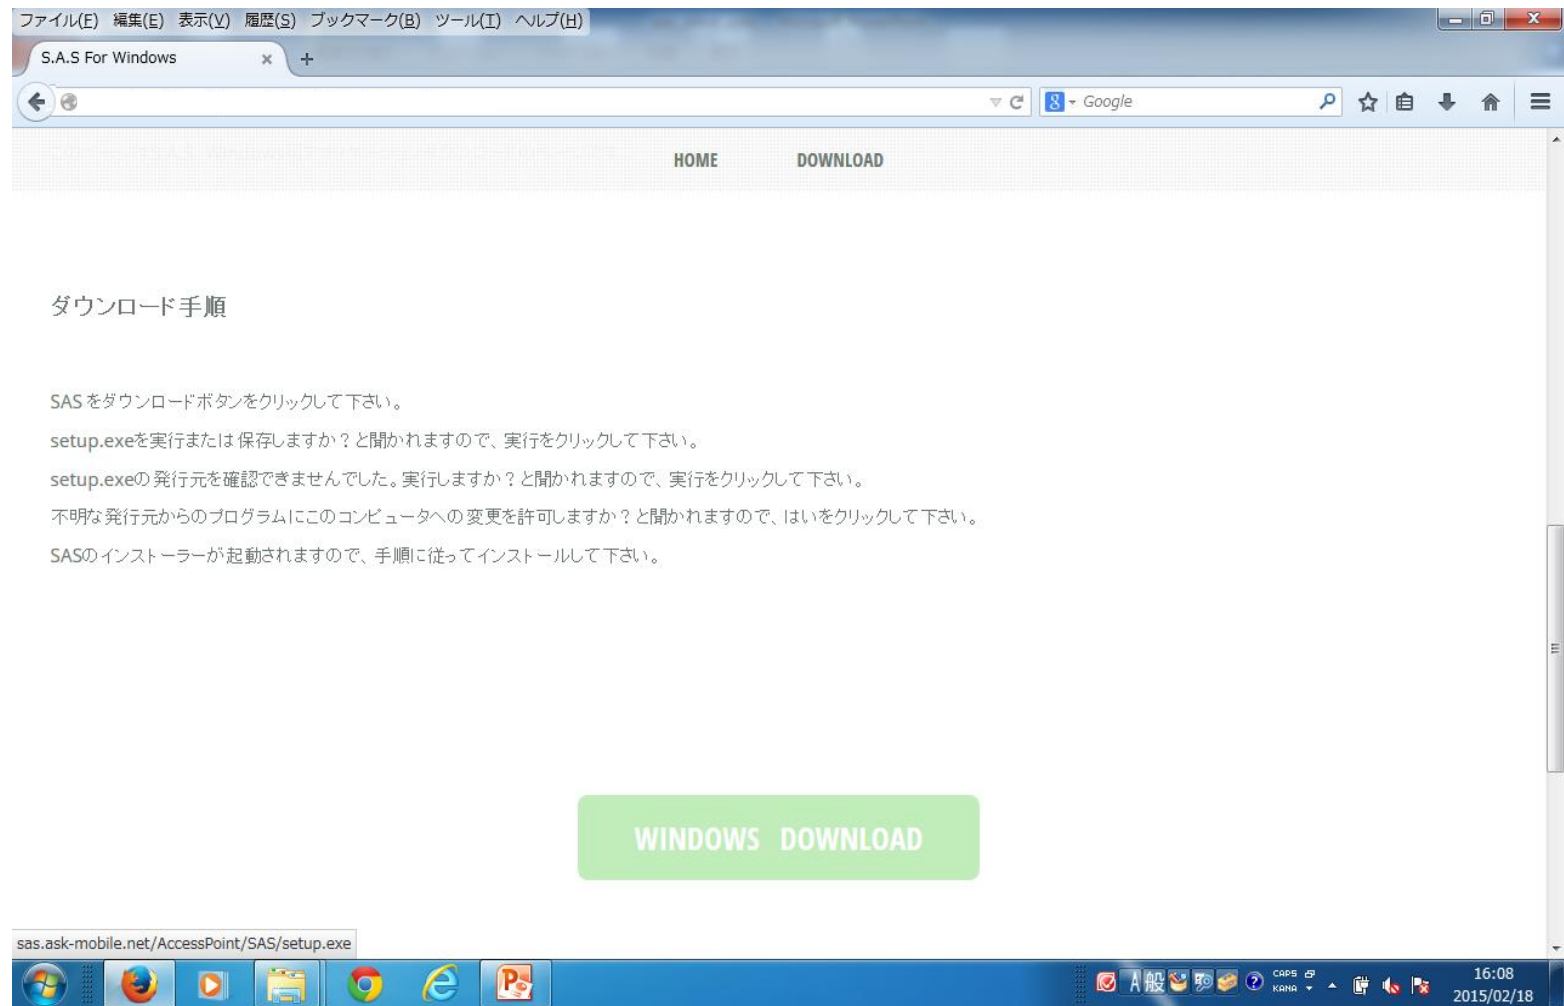 ファイル(F) 編集(E) 表示(V) 履歴(S) ブックマーク(B) ツール(T) ヘルプ(H)
S.A.S For Windows
Google
HOME DOWNLOAD
ダウンロード手順
SAS をダウンロードボタンをクリックして下さい。
setup.exeを実行または保存しますか？と聞かれますので、実行をクリックして下さい。
setup.exeの発行元を確認できませんでした。実行しますか？と聞かれますので、実行をクリックして下さい。
不明な発行元からのプログラムにこのコンピュータへの変更を許可しますか？と聞かれますので、はいをクリックして下さい。
SASのインストーラーが起動されますので、手順に従ってインストールして下さい。
WINDOWS DOWNLOAD
sas.ask-mobile.net/AccessPoint/SAS/setup.exe
A 般 CAPS KANA 16:08
2015/02/18